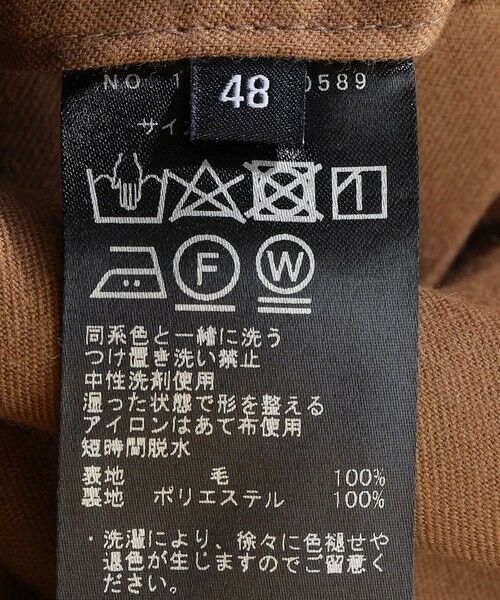 NO
48
0589
サイ
F
W
同系色と一緒に洗う
つけ置き洗い禁止
中性洗剤使用
湿った状態で形を整える
アイロンはあて布使用
短時間脱水
表地 毛 100%
裏地 ポリエステル 100%
・洗濯により、徐々に色褪せや
退色が生じますのでご留意く
ださい。